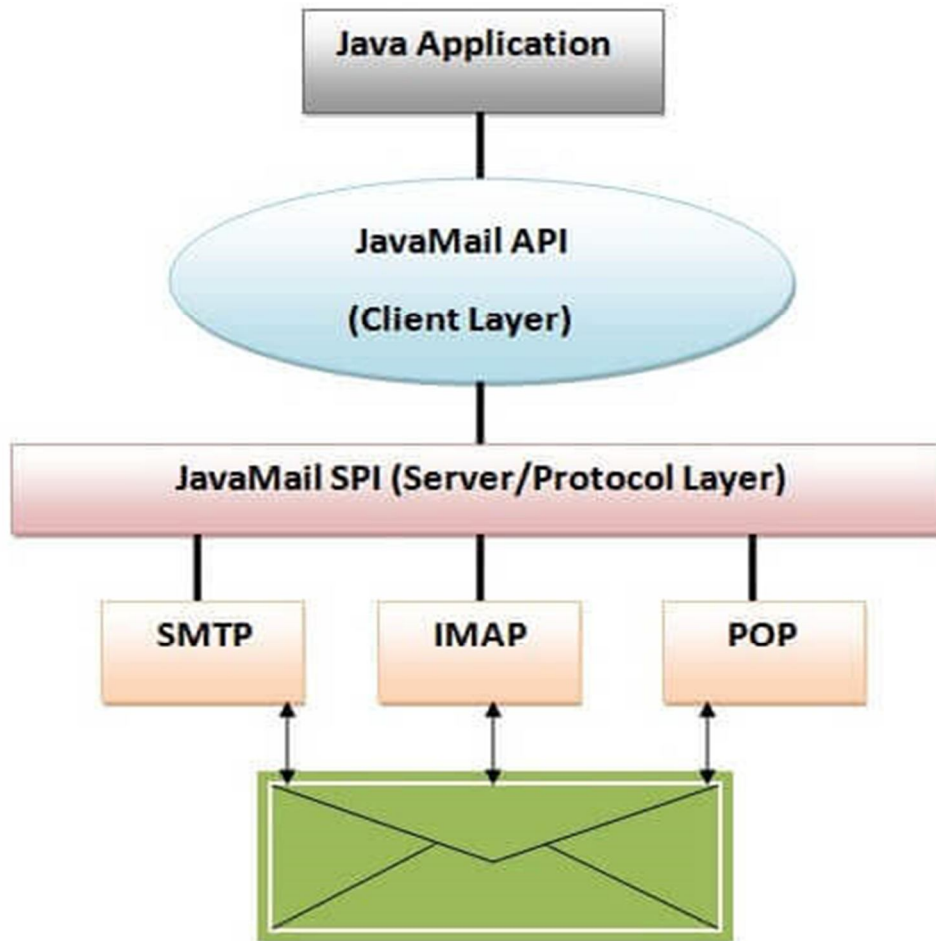 Java Application
JavaMail API
(Client Layer)
JavaMail SPI (Server/Protocol Layer)
SMTP
IMAP
POP